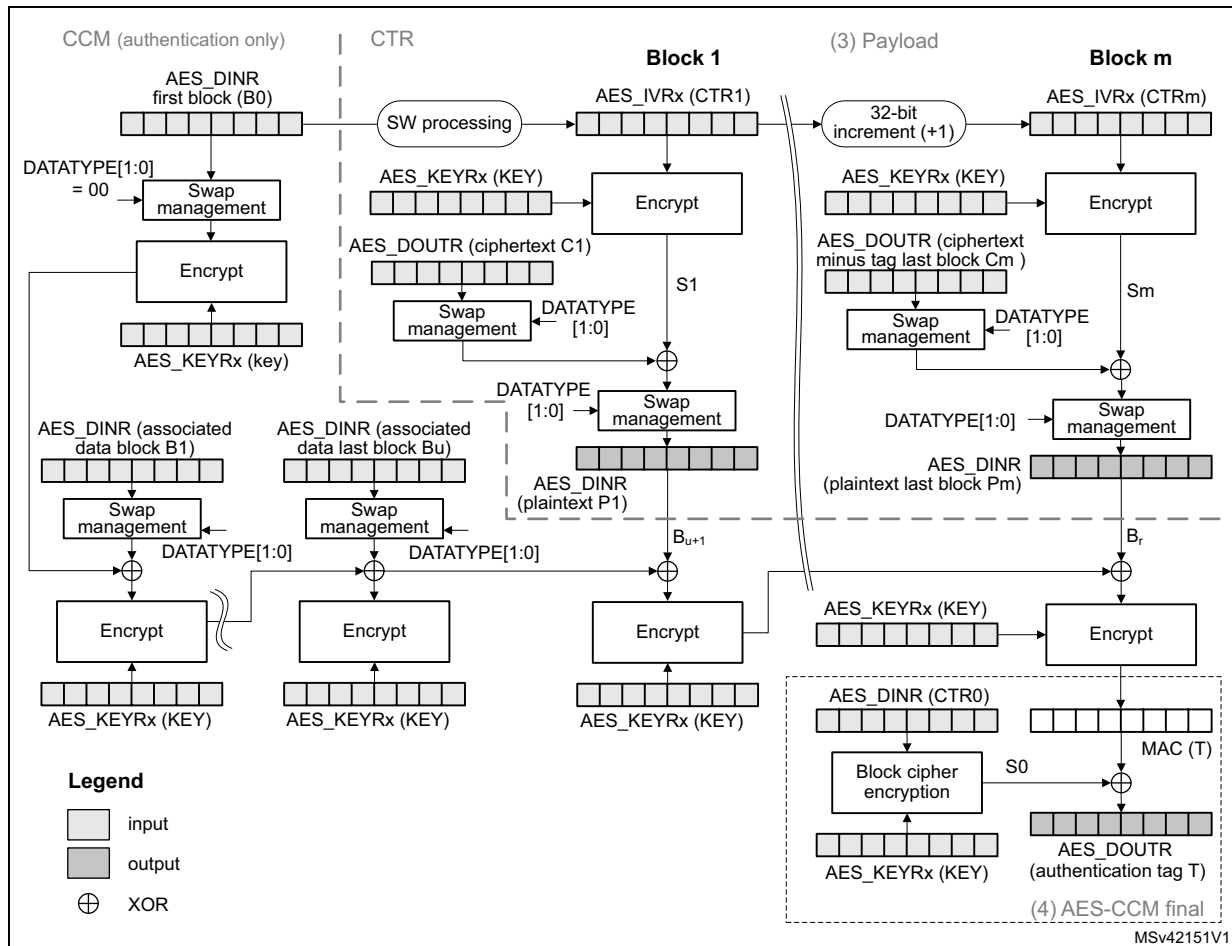 CCM (authentication only)
CTR
(3) Payload
Block 1
Block m
AES_DINR
first block (B0)
AES_IVRx (CTR1)
AES_IVRx (CTRm)
SW processing
32-bit
increment (+1)
DATATYPE[1:0]
= 00
Swap
management
AES_KEYRx (KEY)
Encrypt
AES_KEYRx (KEY)
Encrypt
Encrypt
AES_KEYRx (key)
AES_DOUTR (ciphertext C1)
S1
Swap
management
DATATYPE
[1:0]
AES_DOUTR (ciphertext
minus tag last block Cm )
Sm
Swap
management
DATATYPE
[1:0]
DATATYPE
[1:0]
Swap
management
DATATYPE[1:0]
Swap
management
AES_DINR
(plaintext P1)
AES_DINR
(plaintext last block Pm)
AES_DINR (associated
data block B1)
AES_DINR (associated
data last block Bu)
Swap
management
DATATYPE[1:0]
Swap
management
DATATYPE[1:0]
Bu+1
Br
Encrypt
AES_KEYRx (KEY)
Encrypt
AES_KEYRx (KEY)
Encrypt
AES_KEYRx (KEY)
AES_KEYRx (KEY)
Encrypt
AES_DINR (CTR0)
MAC (T)
Block cipher
encryption
S0
AES_KEYRx (KEY)
AES_DOUTR
(authentication tag T)
(4) AES-CCM final
Legend
input
output
XOR
MSv42151V1